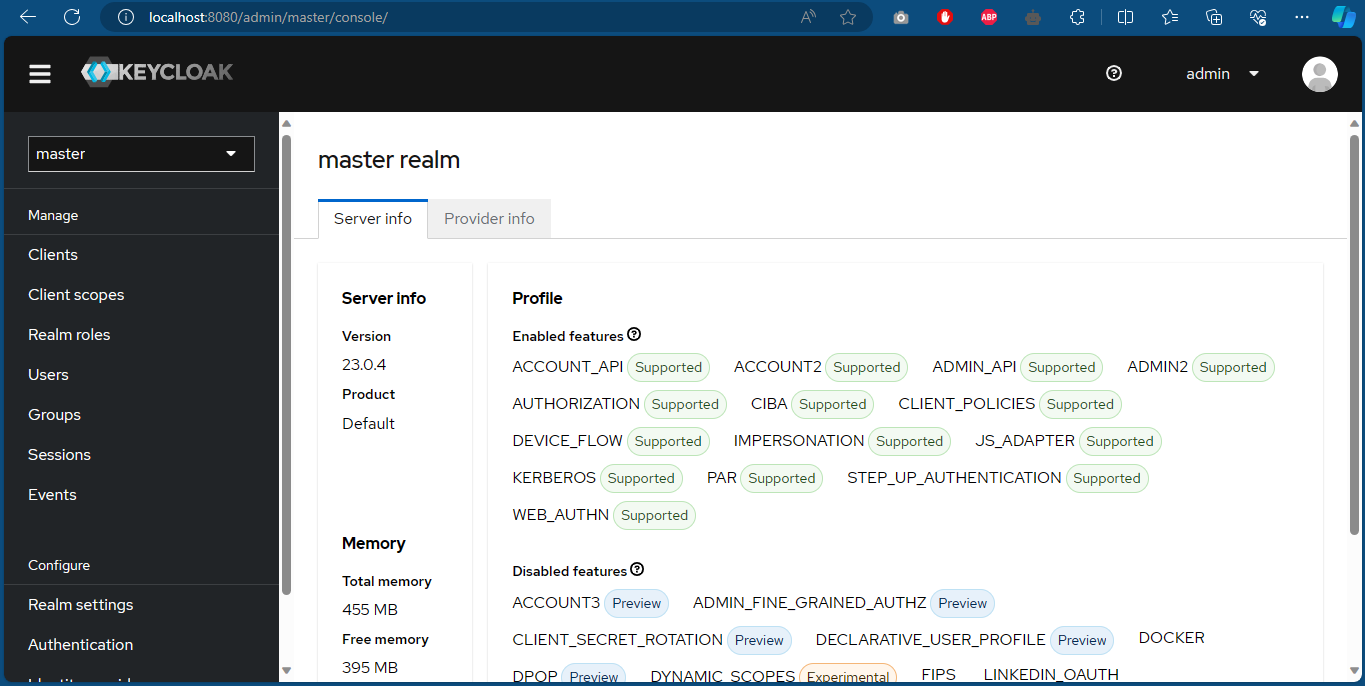 localhost:8080/admin/master/console/
ABP
KEYCLOAK
admin
master
Manage
Clients
Client scopes
Realm roles
Users
Groups
Sessions
Events
Configure
Realm settings
Authentication
master realm
Server info Provider info
Server info
Version
23.0.4
Product
Default
Memory
Total memory
455 MB
Free memory
395 MB
Profile
Enabled features
ACCOUNT_API Supported ACCOUNT2 Supported ADMIN_API Supported ADMIN2 Supported
AUTHORIZATION Supported CIBA Supported CLIENT_POLICIES Supported
DEVICE_FLOW Supported IMPERSONATION Supported JS_ADAPTER Supported
KERBEROS Supported PAR Supported STEP_UP_AUTHENTICATION Supported
WEB_AUTHN Supported
Disabled features
ACCOUNT3 Preview ADMIN_FINE_GRAINED_AUTHZ Preview
CLIENT_SECRET_ROTATION Preview DECLARATIVE_USER_PROFILE Preview DOCKER
DPOP Preview DYNAMIC_SCOPES Experimental FIPS LINKEDIN_OAUTH